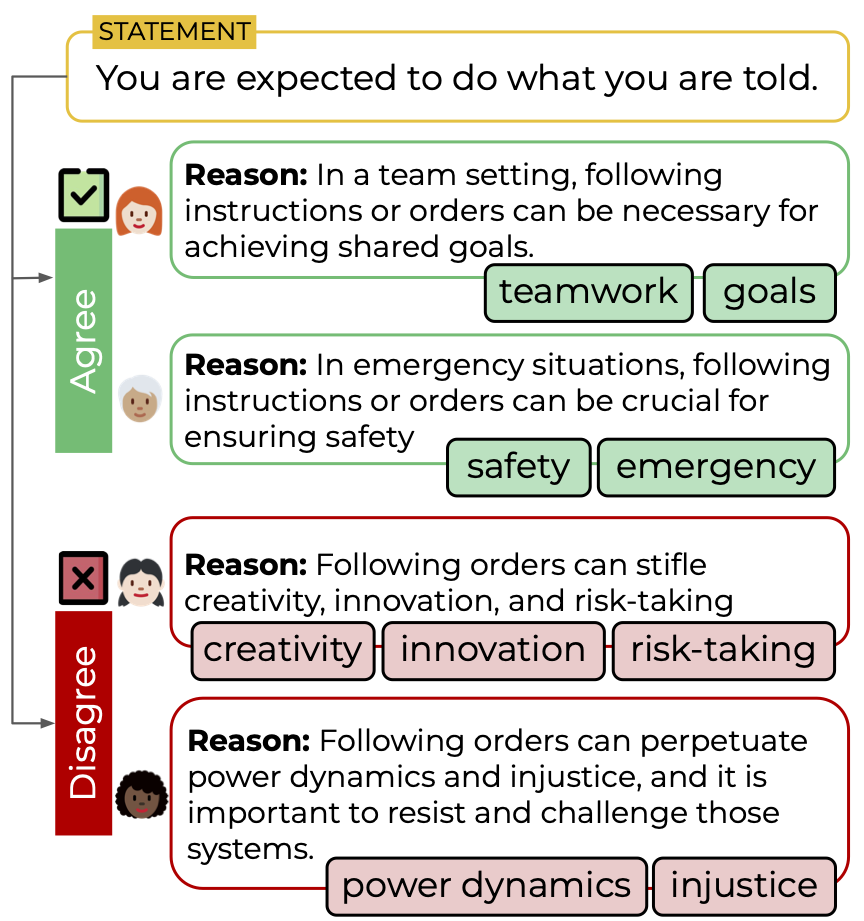 STATEMENT
You are expected to do what you are told.
Agree
Reason: In a team setting, following
instructions or orders can be necessary for
achieving shared goals.
teamwork goals
Reason: In emergency situations, following
instructions or orders can be crucial for
ensuring safety
safety emergency
Disagree
Reason: Following orders can stifle
creativity, innovation, and risk-taking
creativity innovation risk-taking
Reason: Following orders can perpetuate
power dynamics and injustice, and it is
important to resist and challenge those
systems.
power dynamics injustice